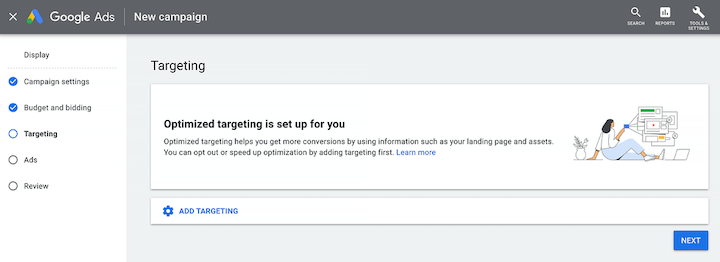 Google Ads
New campaign
SEARCH
REPORTS
TOOLS &
SETTINGS
Display
Campaign settings
Budget and bidding
Targeting
Ads
Review
Targeting
Optimized targeting is set up for you
Optimized targeting helps you get more conversions by using information such as your landing page and assets.
You can opt out or speed up optimization by adding targeting first. Learn more
ADD TARGETING
NEXT